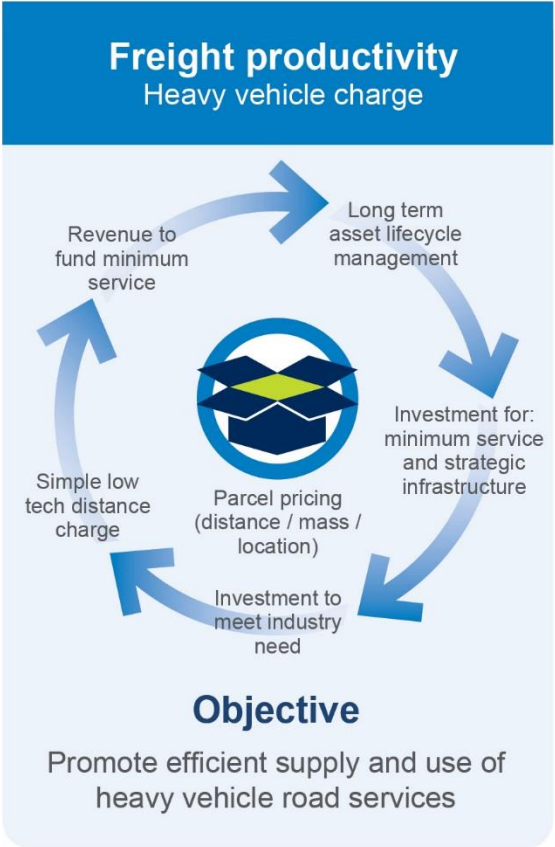 Freight productivity
Heavy vehicle charge
Long term
asset lifecycle
management
Investment for:
minimum service
and strategic
infrastructure
Investment to
meet industry
need
Simple low
tech distance
charge
Revenue to
fund minimum
service
Parcel pricing
(distance / mass /
location)
Objective
Promote efficient supply and use of
heavy vehicle road services